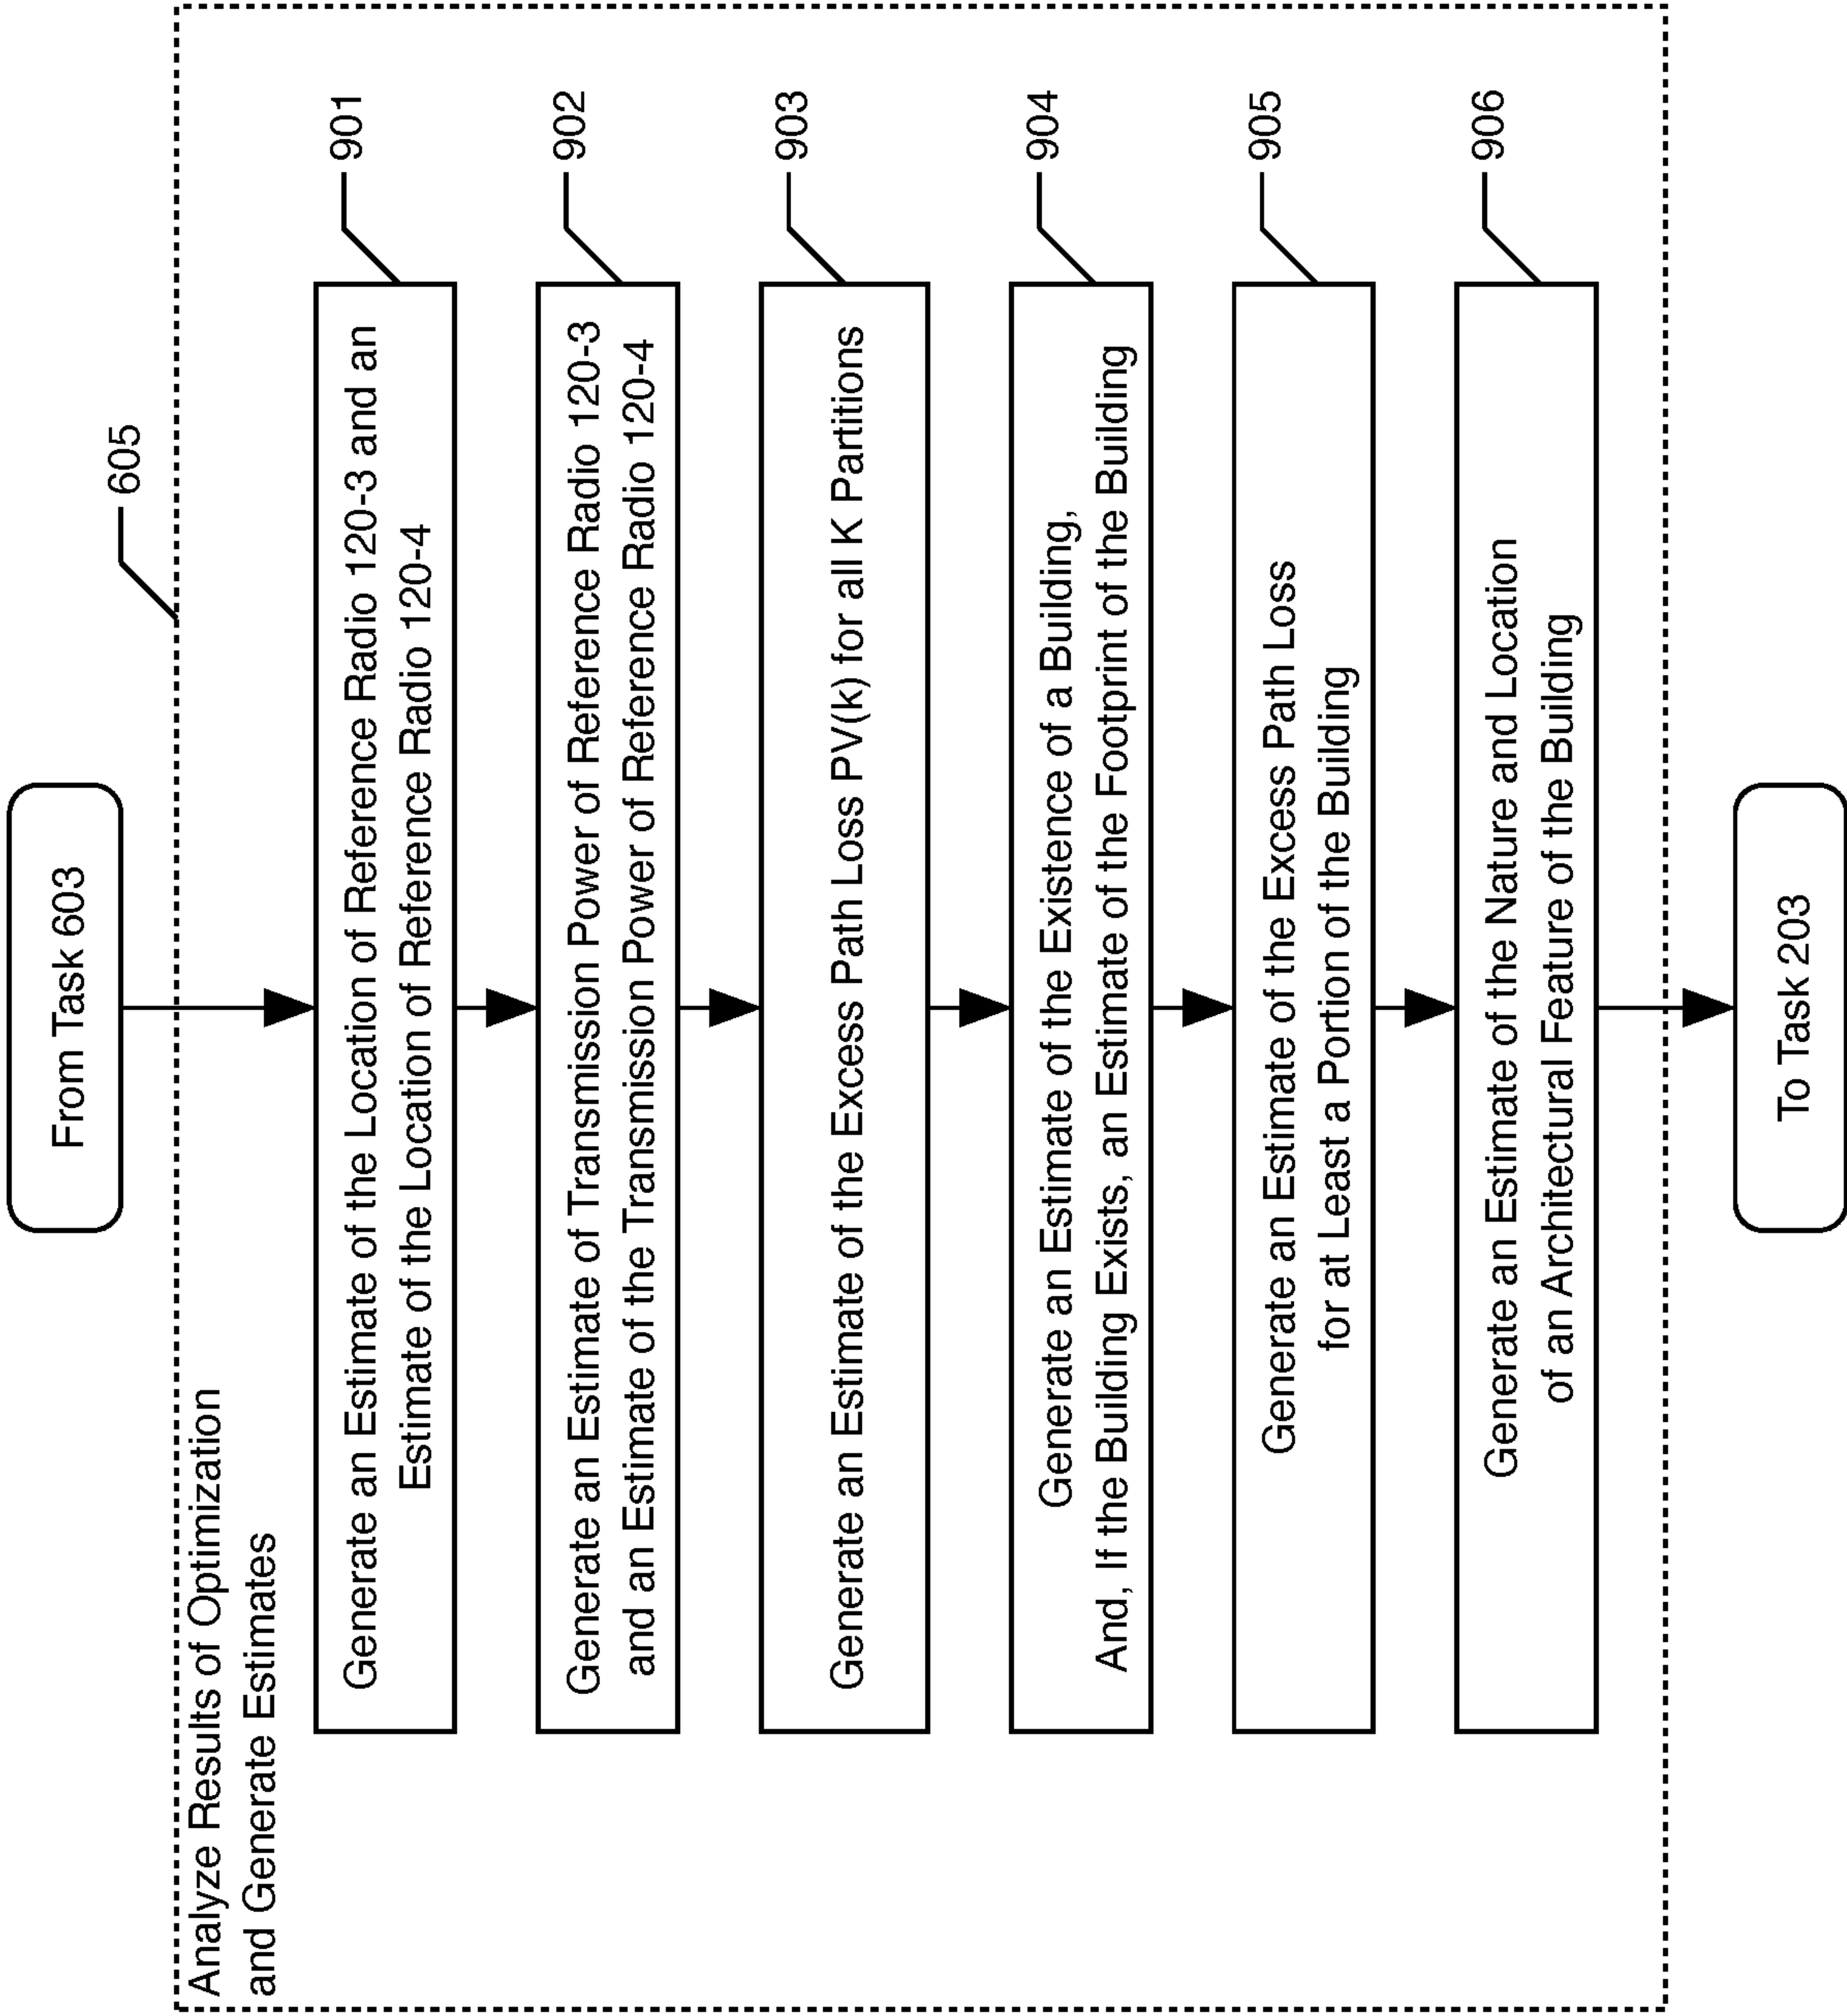 From Task 603
605
Analyze Results of Optimization
and Generate Estimates
901
Generate an Estimate of the Location of Reference Radio 120-3 and an
Estimate of the Location of Reference Radio 120-4
902
Generate an Estimate of Transmission Power of Reference Radio 120-3
and an Estimate of the Transmission Power of Reference Radio 120-4
903
Generate an Estimate of the Excess Path Loss PV(k) for all K Partitions
904
Generate an Estimate of the Existence of a Building,
And, If the Building Exists, an Estimate of the Footprint of the Building
905
Generate an Estimate of the Excess Path Loss
for at Least a Portion of the Building
906
Generate an Estimate of the Nature and Location
of an Architectural Feature of the Building
To Task 203